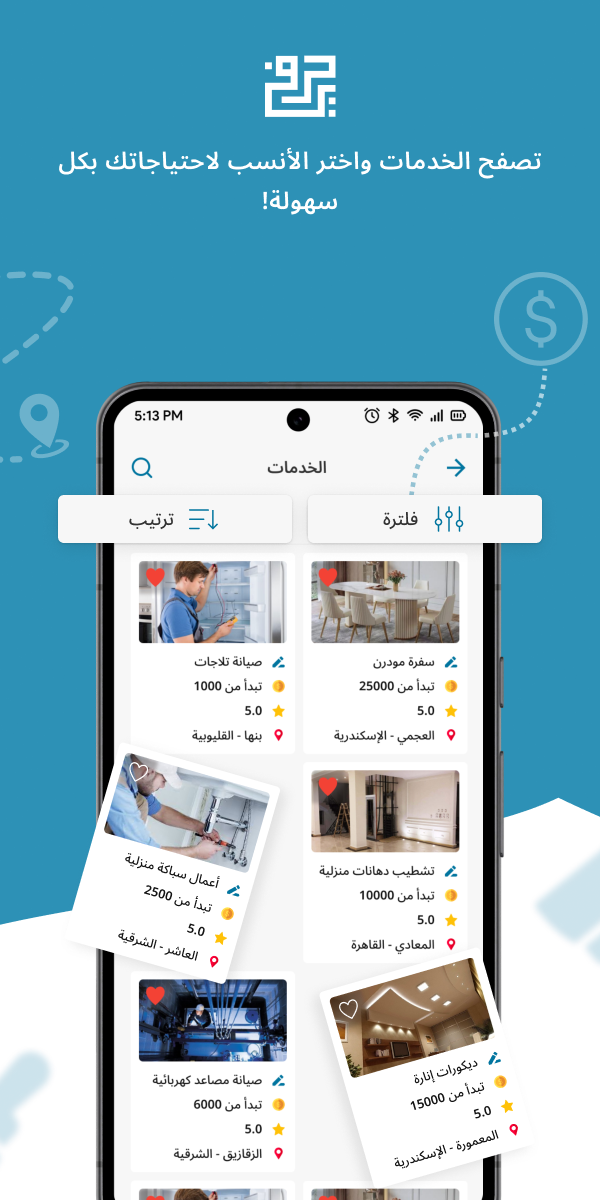 حرفتك
تصفح الخدمات واختر الأنسب لاحتياجاتك بكل
سهولة!
5:13 PM
الخدمات
فلترة
ترتيب
سفرة مودرن
تبدأ من 25000
5.0
العجمي - الإسكندرية
صيانة تلاجات
تبدأ من 1000
5.0
بنها - القليوبية
تشطيب دهانات منزلية
تبدأ من 10000
5.0
المعادي - القاهرة
أعمال سباكة منزلية
تبدأ من 2500
5.0
العاشر - الشرقية
ديكورات إنارة
تبدأ من 15000
5.0
المعمورة - الإسكندرية
صيانة مصاعد كهربائية
تبدأ من 6000
5.0
الزقازيق - الشرقية